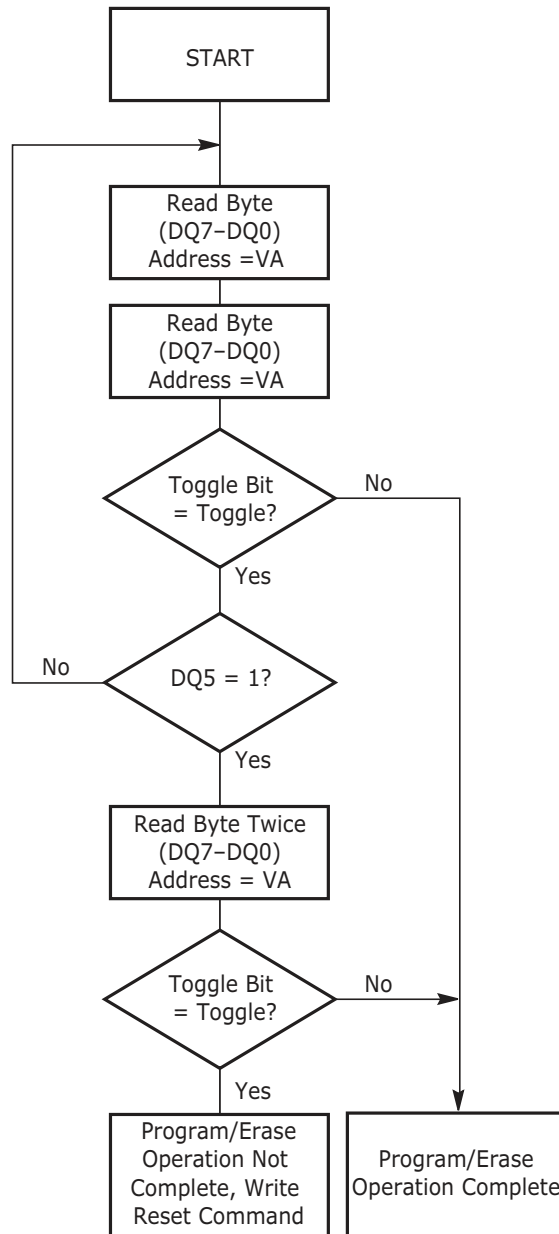 START
Read Byte
(DQ7–DQ0)
Address =VA
Read Byte
(DQ7–DQ0)
Address =VA
Toggle Bit
= Toggle?
No
Yes
No
DQ5 = 1?
Yes
Read Byte Twice
(DQ7–DQ0)
Address = VA
Toggle Bit
= Toggle?
No
Yes
Program/Erase
Operation Not
Complete, Write
Reset Command
Program/Erase
Operation Complete